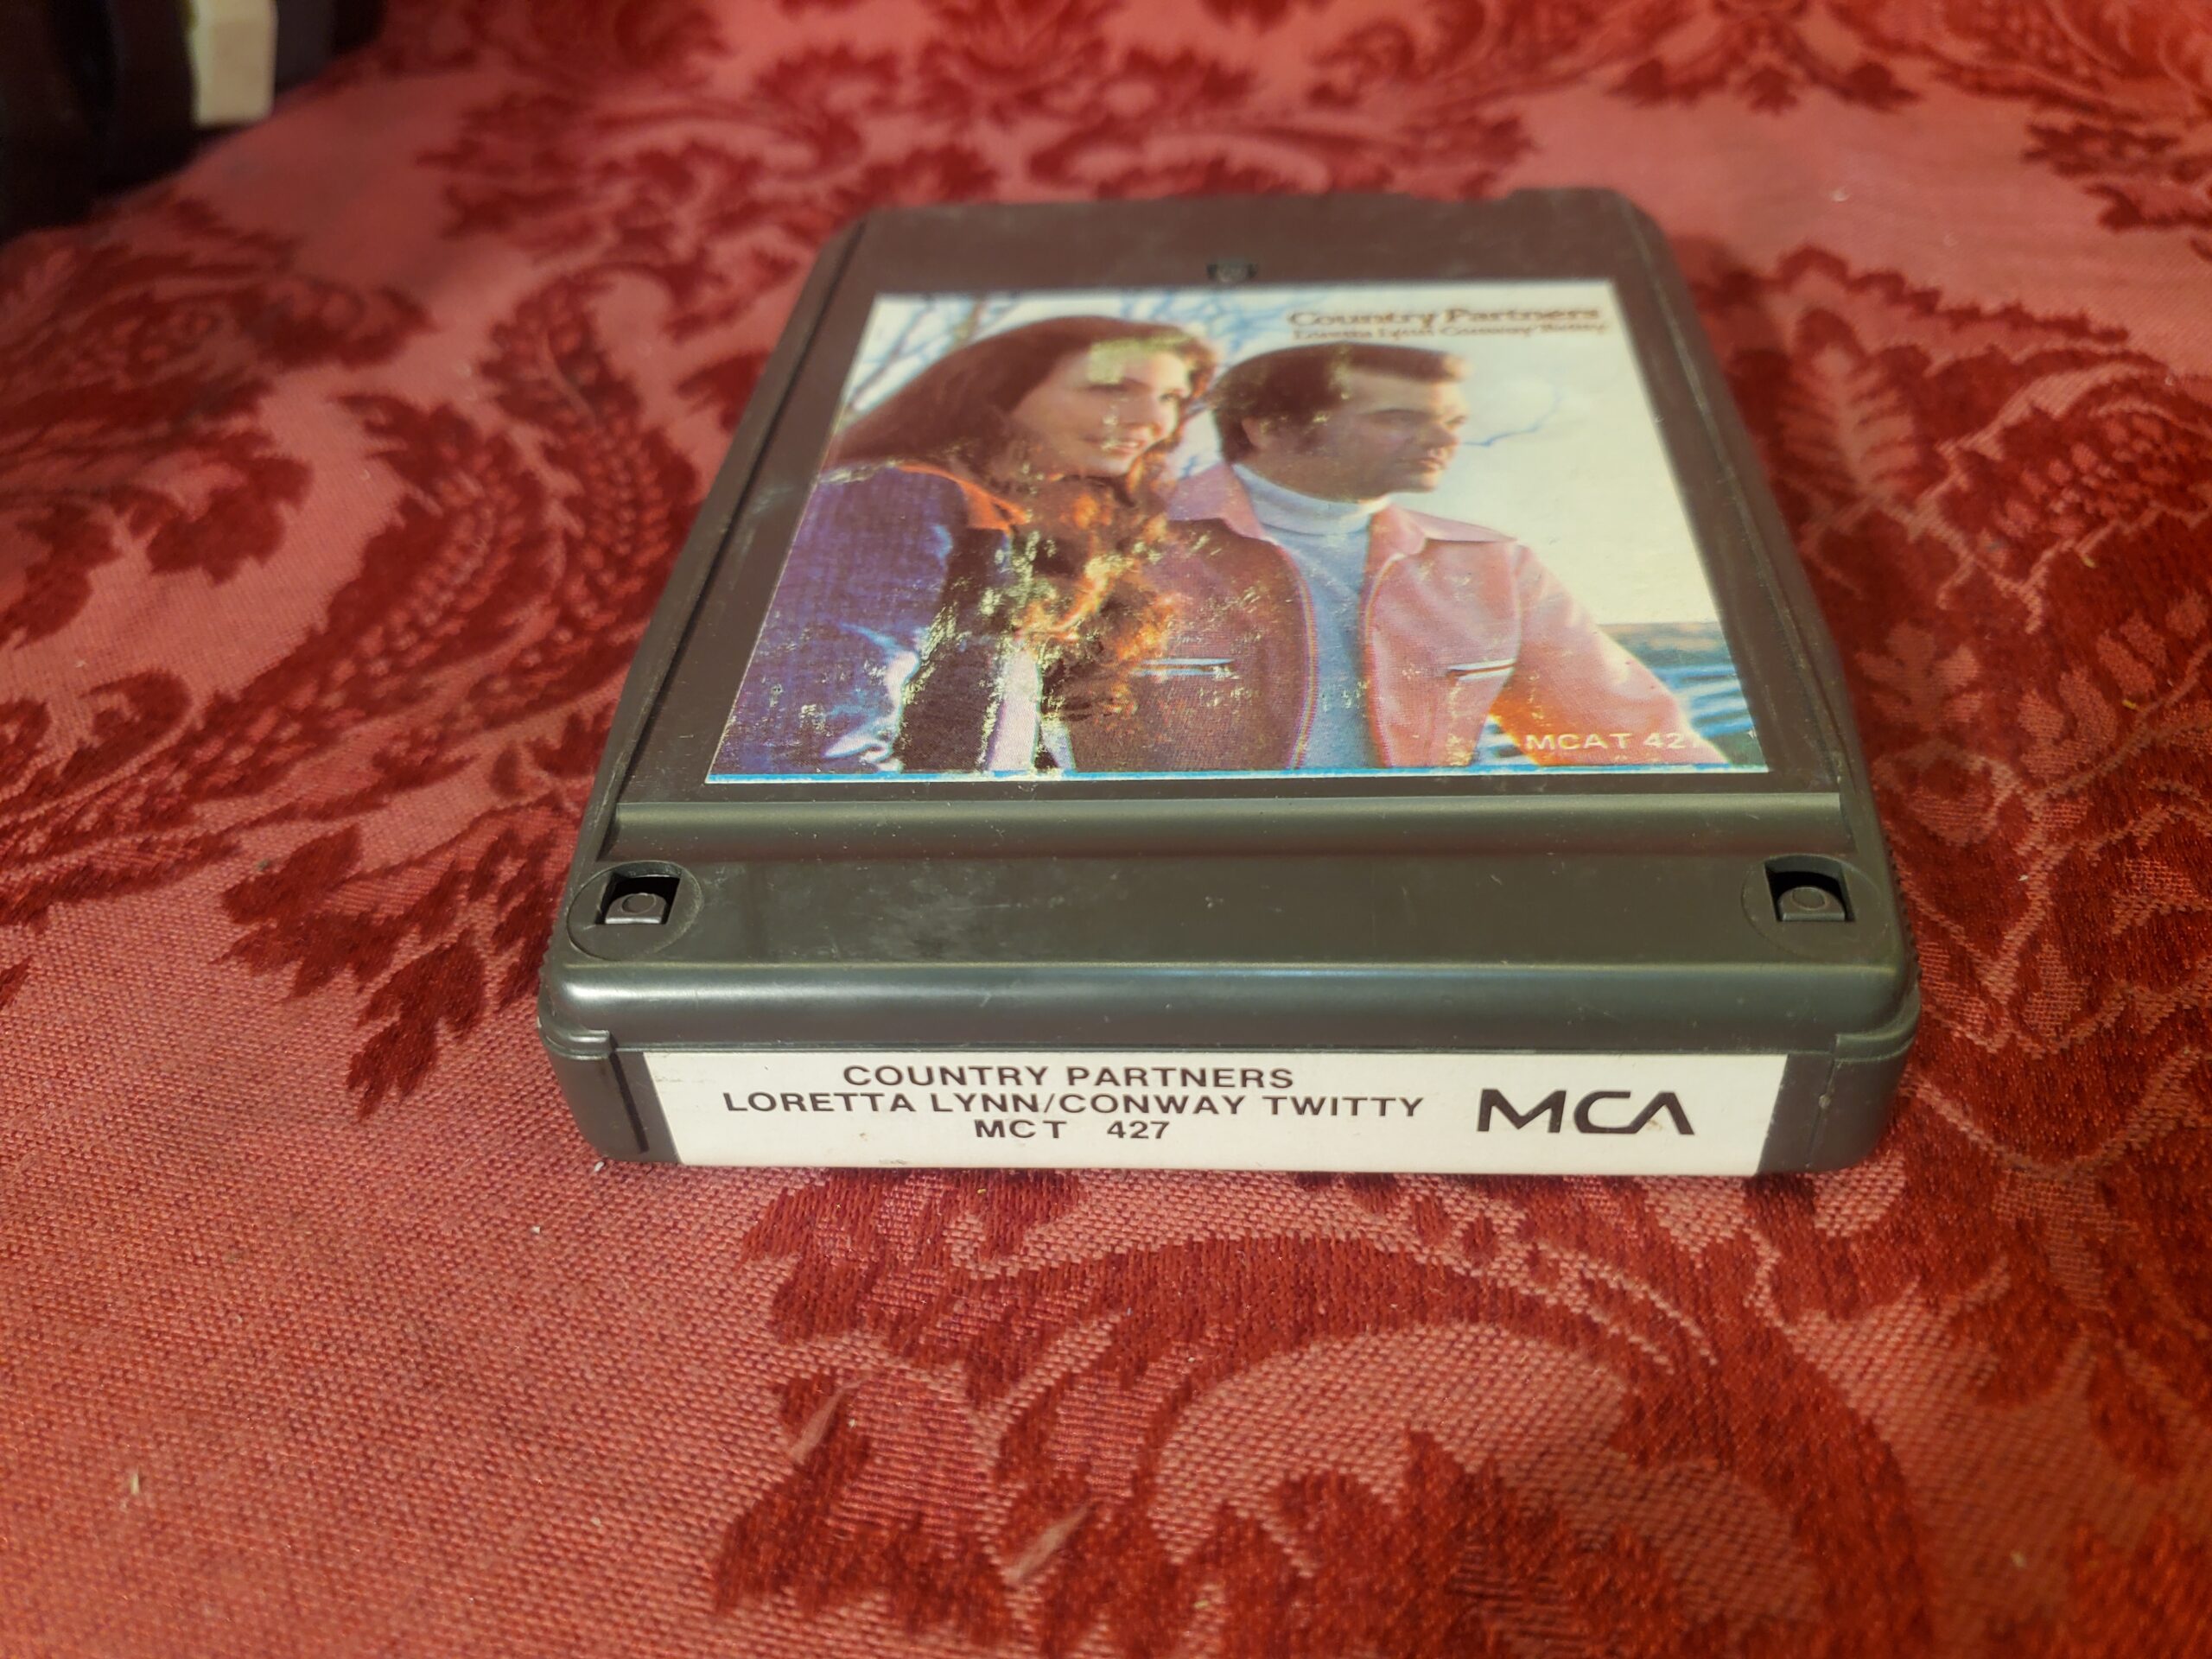 Country Partners
Loretta Lynn Conway Twitty
MCAT 427
COUNTRY PARTNERS
LORETTA LYNN/CONWAY TWITTY
MCT 427
MCA